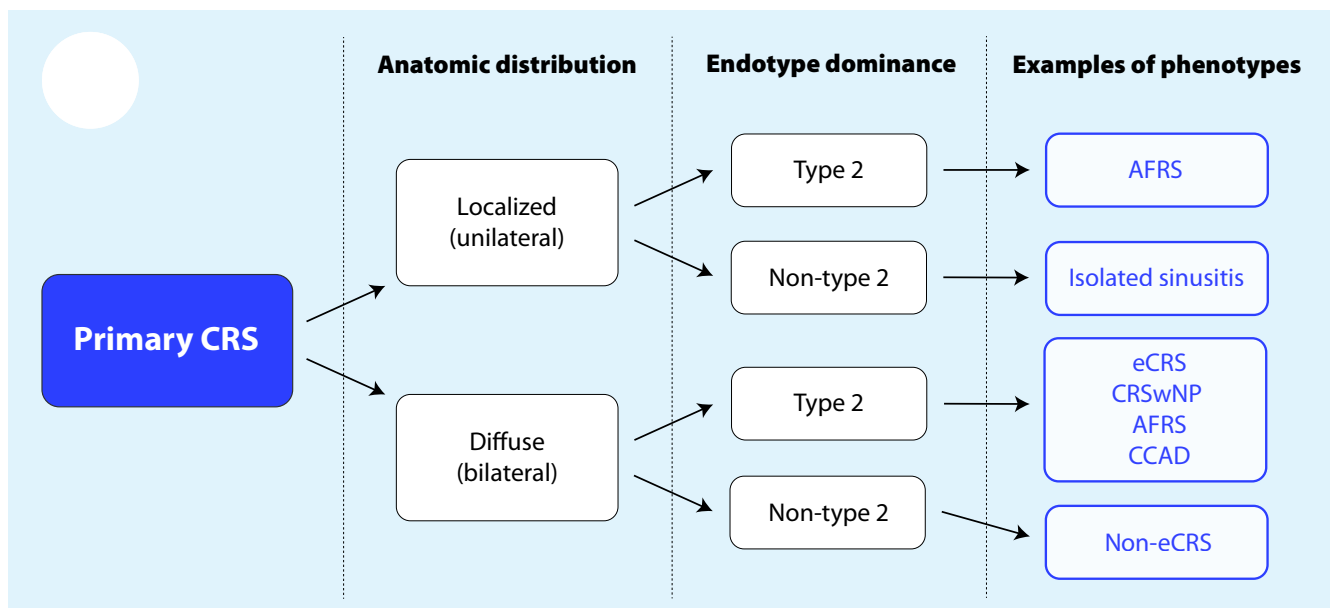 Anatomic distribution
Endotype dominance
Examples of phenotypes
Primary CRS
Localized
(unilateral)
Type 2
AFRS
Non-type 2
Isolated sinusitis
Diffuse
(bilateral)
Type 2
eCRS
CRSwNP
AFRS
CCAD
Non-type 2
Non-eCRS